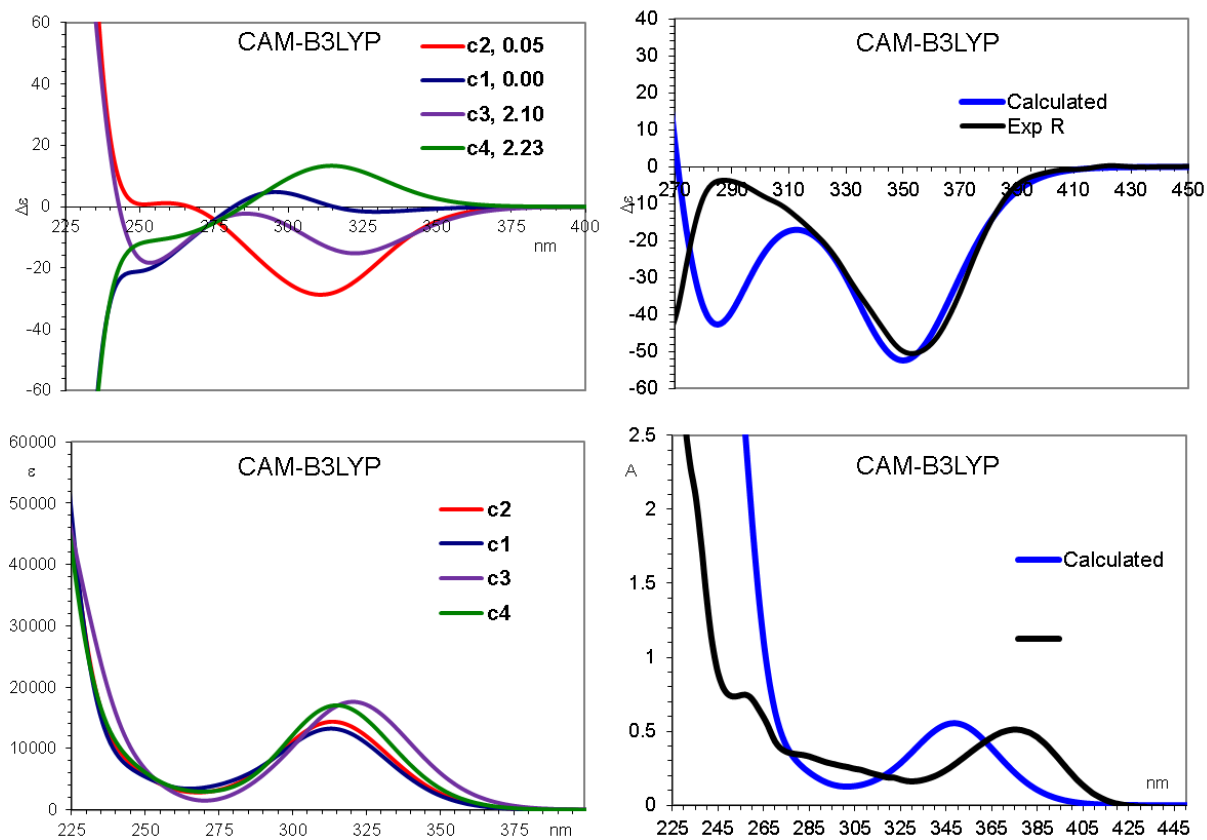 60
40
20
0
-20
-40
-60
Δε
CAM-B3LYP
c2, 0.05
c1, 0.00
c3, 2.10
c4, 2.23
225
250
275
300
325
350
375
400
nm
40
30
20
10
0
-10
-20
-30
-40
-50
-60
Δε
CAM-B3LYP
Calculated
Exp R
270
290
310
330
350
370
390
410
430
450
60000
50000
40000
30000
20000
10000
0
ε
CAM-B3LYP
c2
c1
c3
c4
225
250
275
300
325
350
375
nm
2.5
2
1.5
1
0.5
0
A
CAM-B3LYP
Calculated
nm
225 245 265 285 305 325 345 365 385 405 425 445